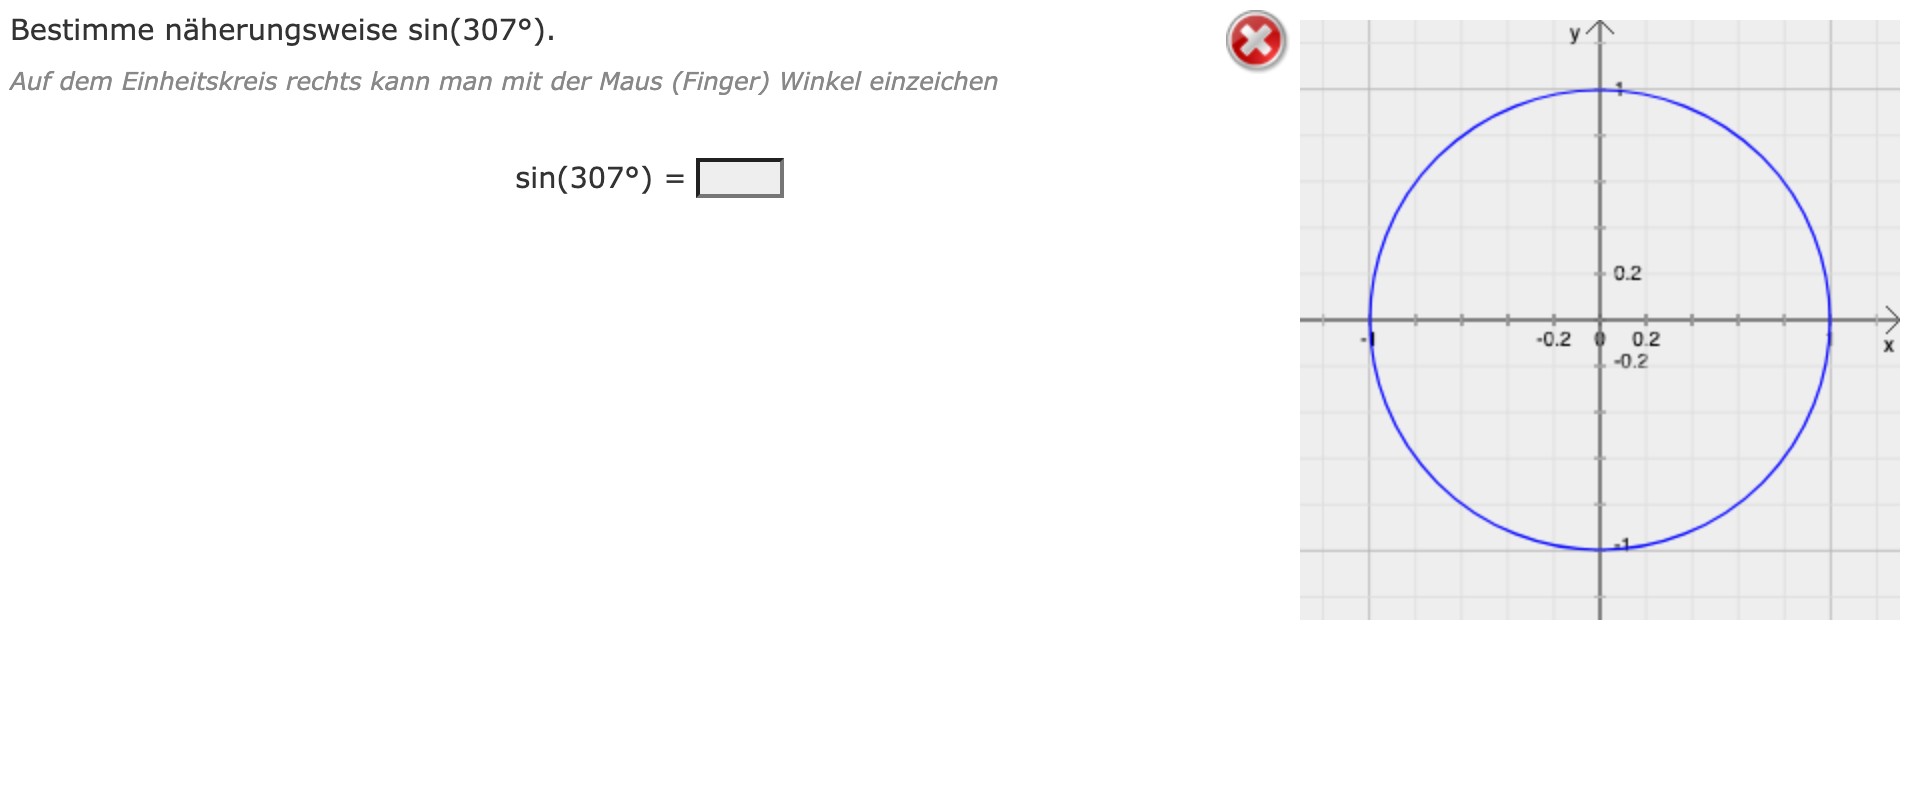 Bestimme näherungsweise sin(307°).
Auf dem Einheitskreis rechts kann man mit der Maus (Finger) Winkel einzeichen
sin(307°) =
y
1
0.2
-1 -0.2 0 0.2 1
x
-0.2
-1